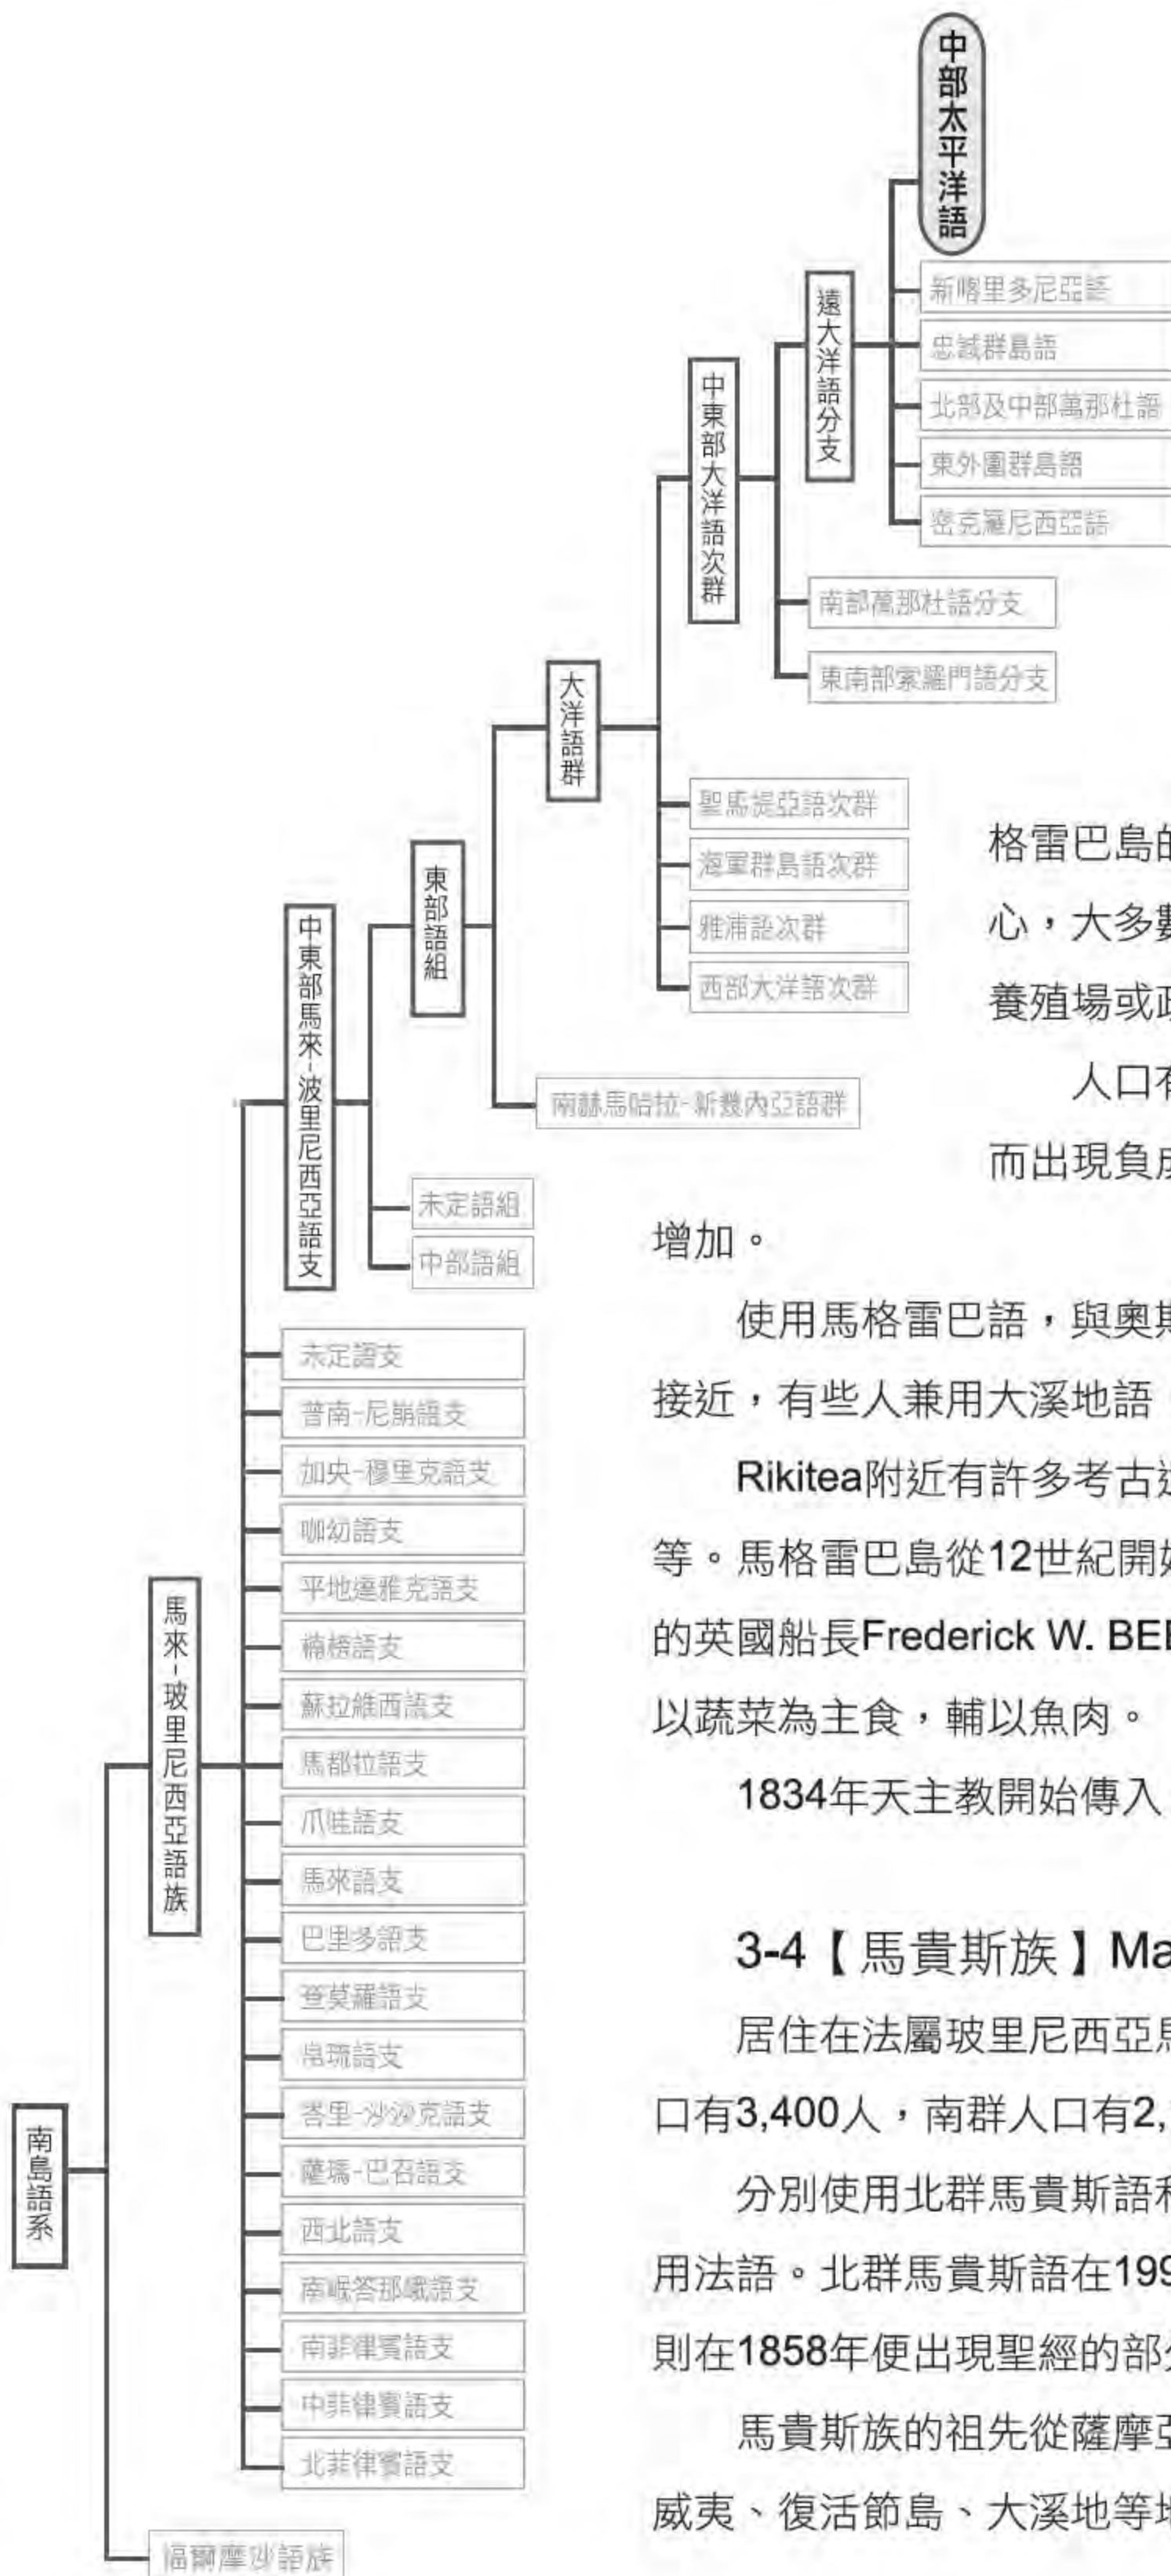 中部太平洋語
新喀里多尼亞語
忠誠群島語
北部及中部萬那杜語
東外圍群島語
密克羅尼西亞語
遠大洋語分支
南部萬那杜語分支
東南部索羅門語分支
中東部大洋語次群
聖馬提亞語次群
海軍群島語次群
雅浦語次群
西部大洋語次群
大洋語群
南赫馬哈拉-新幾內亞語群
東部語組
未定語組
中部語組
中東部馬來-波里尼西亞語支
未定語支
普南-尼崩語支
加央-穆里克語支
咖幼語支
平地達雅克語支
楠榜語支
蘇拉維西語支
馬都拉語支
爪哇語支
馬來語支
巴里多語支
查莫羅語支
帛琉語支
峇里-沙沙克語支
薩瑪-巴召語支
西北語支
南岷答那峨語支
南菲律賓語支
中菲律賓語支
北菲律賓語支
馬來-玻里尼西亞語族
福爾摩沙語族
南島語系
格雷巴島的
心，大多數
養殖場或政
人口有
而出現負成
增加。
使用馬格雷巴語，與奧斯
接近，有些人兼用大溪地語
Rikitea附近有許多考古遺
等。馬格雷巴島從12世紀開始
的英國船長Frederick W. BEE
以蔬菜為主食，輔以魚肉。
1834年天主教開始傳入
3-4【馬貴斯族】Ma
居住在法屬玻里尼西亞馬
口有3,400人，南群人口有2,
分別使用北群馬貴斯語和
用法語。北群馬貴斯語在199
則在1858年便出現聖經的部分
馬貴斯族的祖先從薩摩亞
威夷、復活節島、大溪地等地